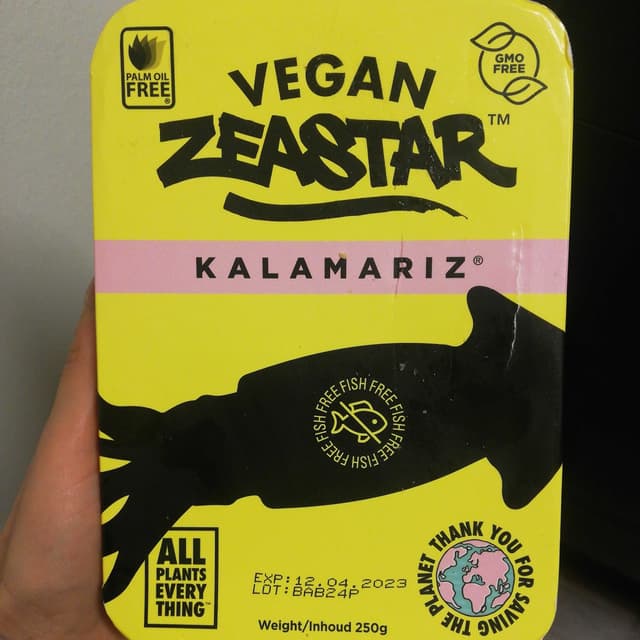 PALM OIL
FREE®
GMO
FREE
VEGAN
ZEASTAR™
KALAMARIZ®
FISH FREE FISH FREE FISH FREE FISH FREE
ALL
PLANTS
EVERY
THING™
EXP:12.04.2023
LOT:BAB24P
Weight/Inhoud 250g
THANK YOU FOR SAVING THE PLANET